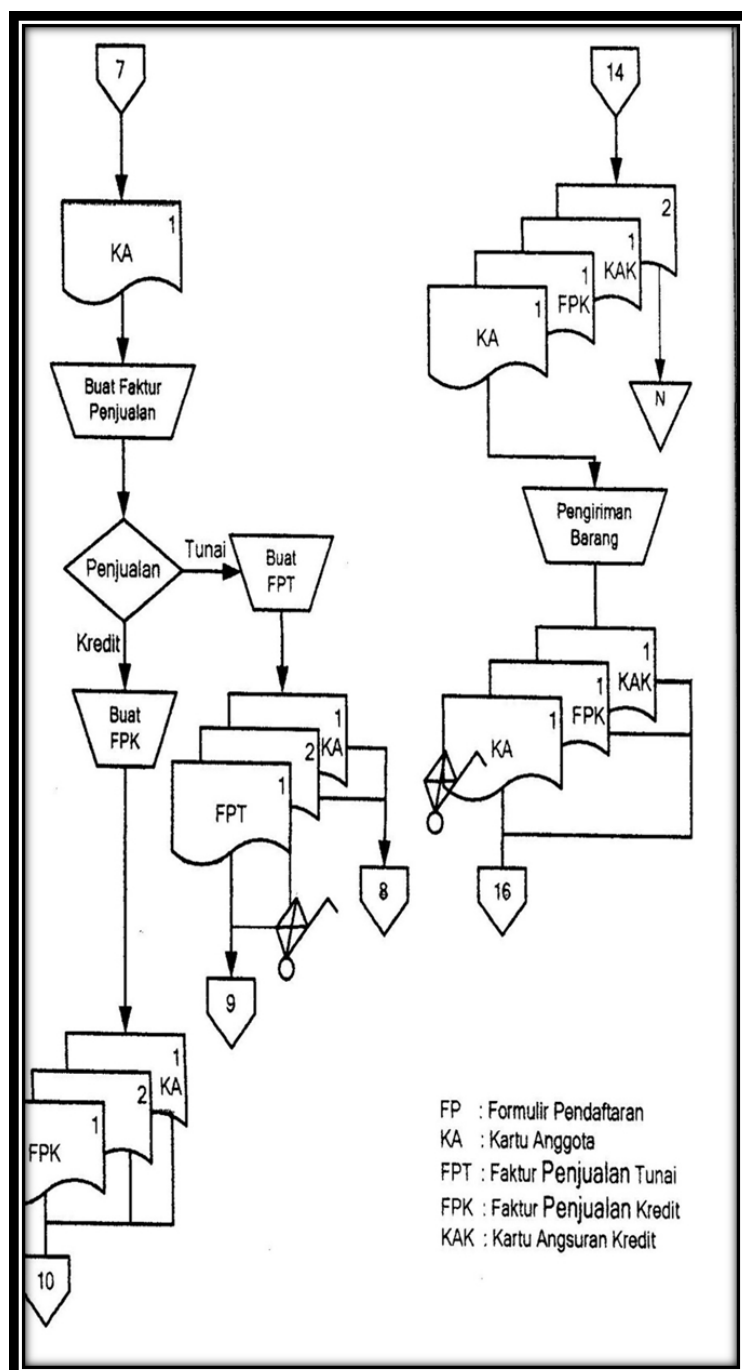 7
1
KA
Buat Faktur
Penjualan
Penjualan
Tunai
Kredit
Buat
FPT
Buat
FPK
1
KA
2
1
FPT
8
9
1
KA
2
1
FPK
10
14
2
1
KAK
1
FPK
1
KA
N
Pengiriman
Barang
1
KAK
1
FPK
1
KA
16
FP : Formulir Pendaftaran
KA : Kartu Anggota
FPT : Faktur Penjualan Tunai
FPK : Faktur Penjualan Kredit
KAK : Kartu Angsuran Kredit